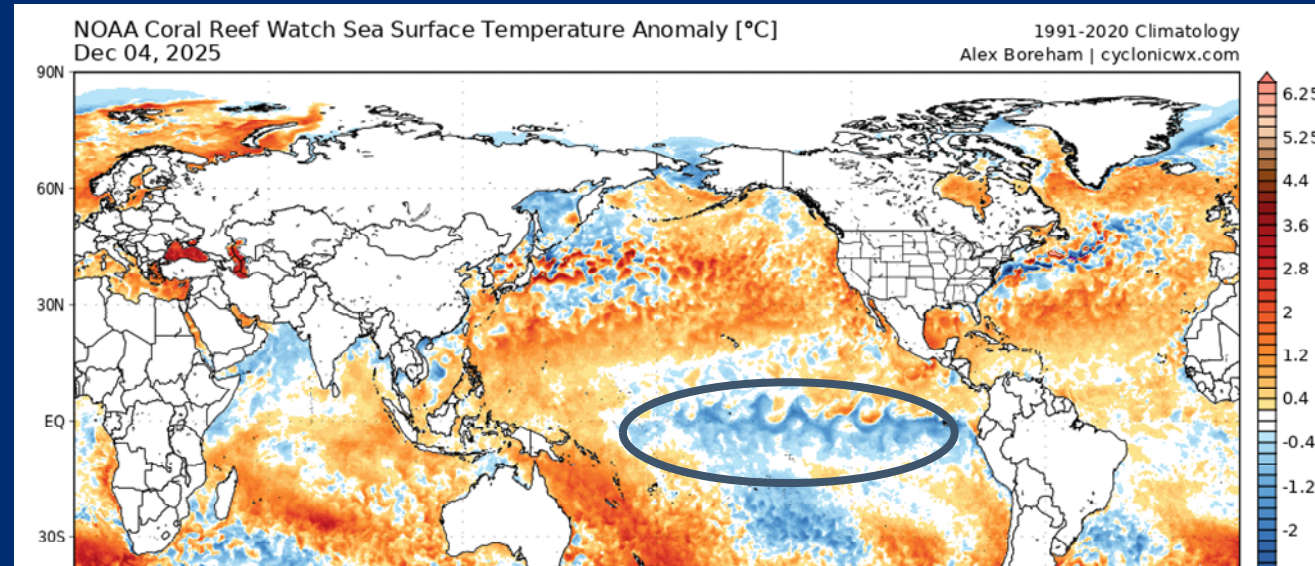 NOAA Coral Reef Watch Sea Surface Temperature Anomaly [°C]
Dec 04, 2025
1991-2020 Climatology
Alex Boreham | cyclonicwx.com
90N
60N
30N
EQ
30S
6.25
5.25
4.4
3.6
2.8
2
1.2
0.4
-0.4
-1.2
-2